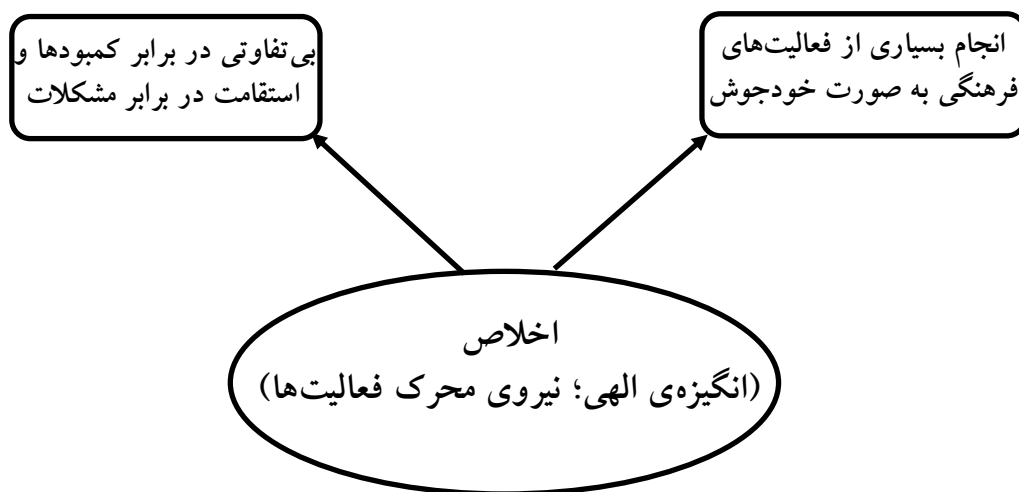 انجام بسیاری از فعالیت‌های
فرهنگی به صورت خودجوش
بی‌تفاوتی در برابر کمبودها و
استقامت در برابر مشکلات
اخلاص
(انگیزه‌ی الهی؛ نیروی محرک فعالیت‌ها)